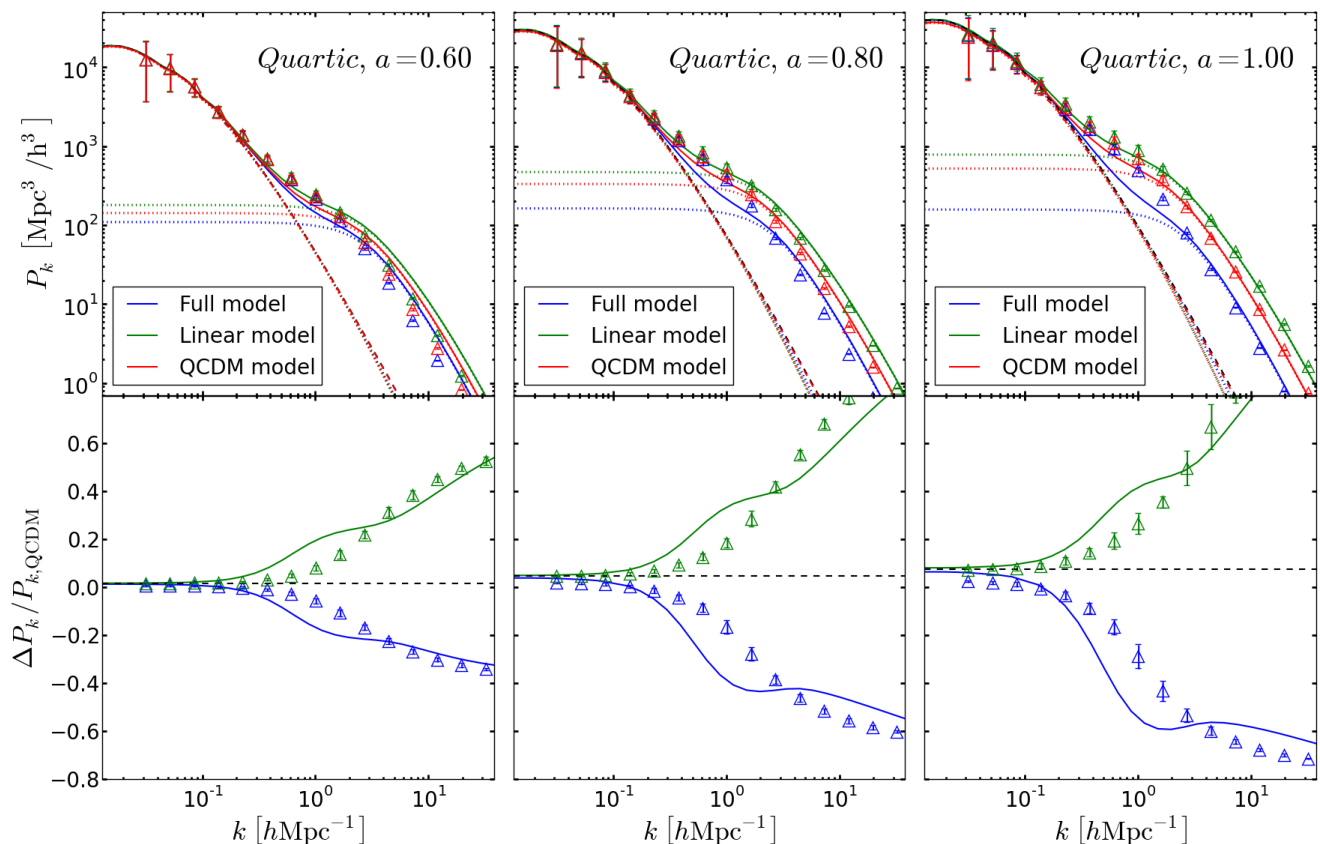 Quartic, a=0.60
Quartic, a=0.80
Quartic, a=1.00
P_k [Mpc^3/h^3]
10^4
10^3
10^2
10^1
10^0
Full model
Linear model
QCDM model
Full model
Linear model
QCDM model
Full model
Linear model
QCDM model
ΔP_k/P_{k,QCDM}
0.6
0.4
0.2
0.0
−0.2
−0.4
−0.6
−0.8
10^{-1} 10^0 10^1
10^{-1} 10^0 10^1
10^{-1} 10^0 10^1
k [hMpc^{-1}]
k [hMpc^{-1}]
k [hMpc^{-1}]